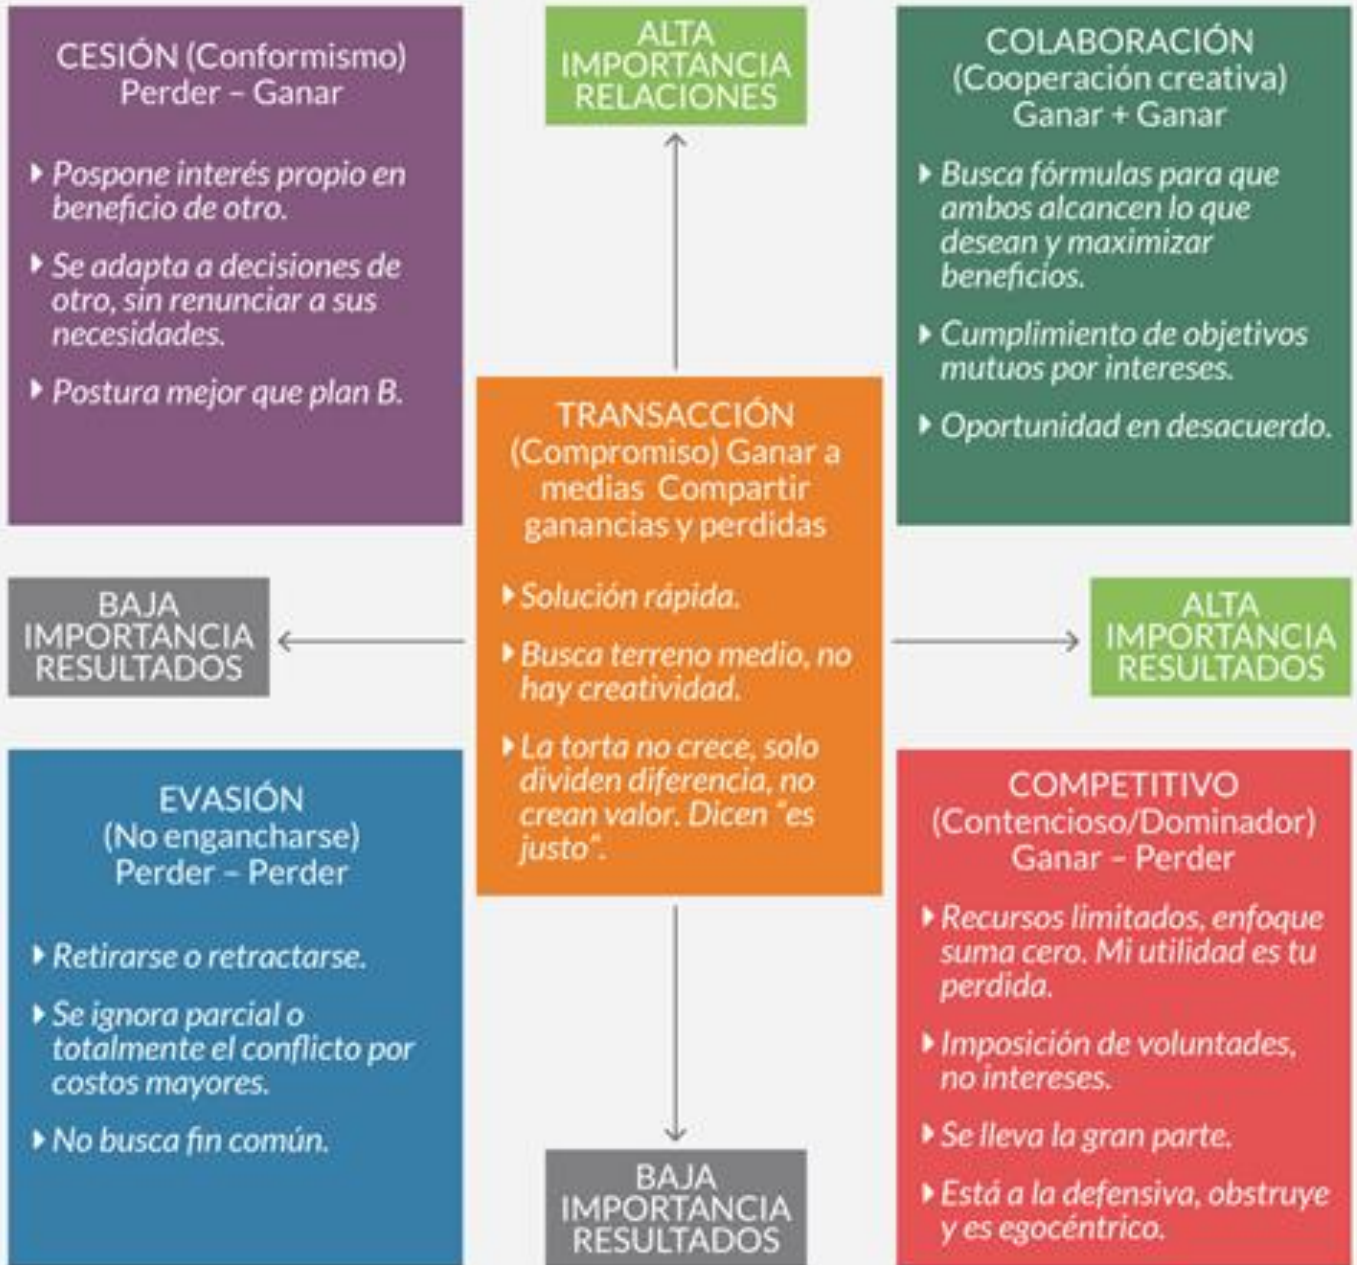 CESIÓN (Conformismo)
Perder – Ganar
Pospone interés propio en
beneficio de otro.
Se adapta a decisiones de
otro, sin renunciar a sus
necesidades.
Postura mejor que plan B.
ALTA
IMPORTANCIA
RELACIONES
COLABORACIÓN
(Cooperación creativa)
Ganar + Ganar
Busca fórmulas para que
ambos alcancen lo que
desean y maximizar
beneficios.
Cumplimiento de objetivos
mutuos por intereses.
Oportunidad en desacuerdo.
BAJA
IMPORTANCIA
RESULTADOS
TRANSACCIÓN
(Compromiso) Ganar a
medias Compartir
ganancias y perdidas
Solución rápida.
Busca terreno medio, no
hay creatividad.
La torta no crece, solo
dividen diferencia, no
crean valor. Dicen "es
justo".
ALTA
IMPORTANCIA
RESULTADOS
EVASIÓN
(No engancharse)
Perder – Perder
Retirarse o retractarse.
Se ignora parcial o
totalmente el conflicto por
costos mayores.
No busca fin común.
BAJA
IMPORTANCIA
RESULTADOS
COMPETITIVO
(Contencioso/Dominador)
Ganar – Perder
Recursos limitados, enfoque
suma cero. Mi utilidad es tu
perdida.
Imposición de voluntades,
no intereses.
Se lleva la gran parte.
Está a la defensiva, obstruye
y es egocéntrico.